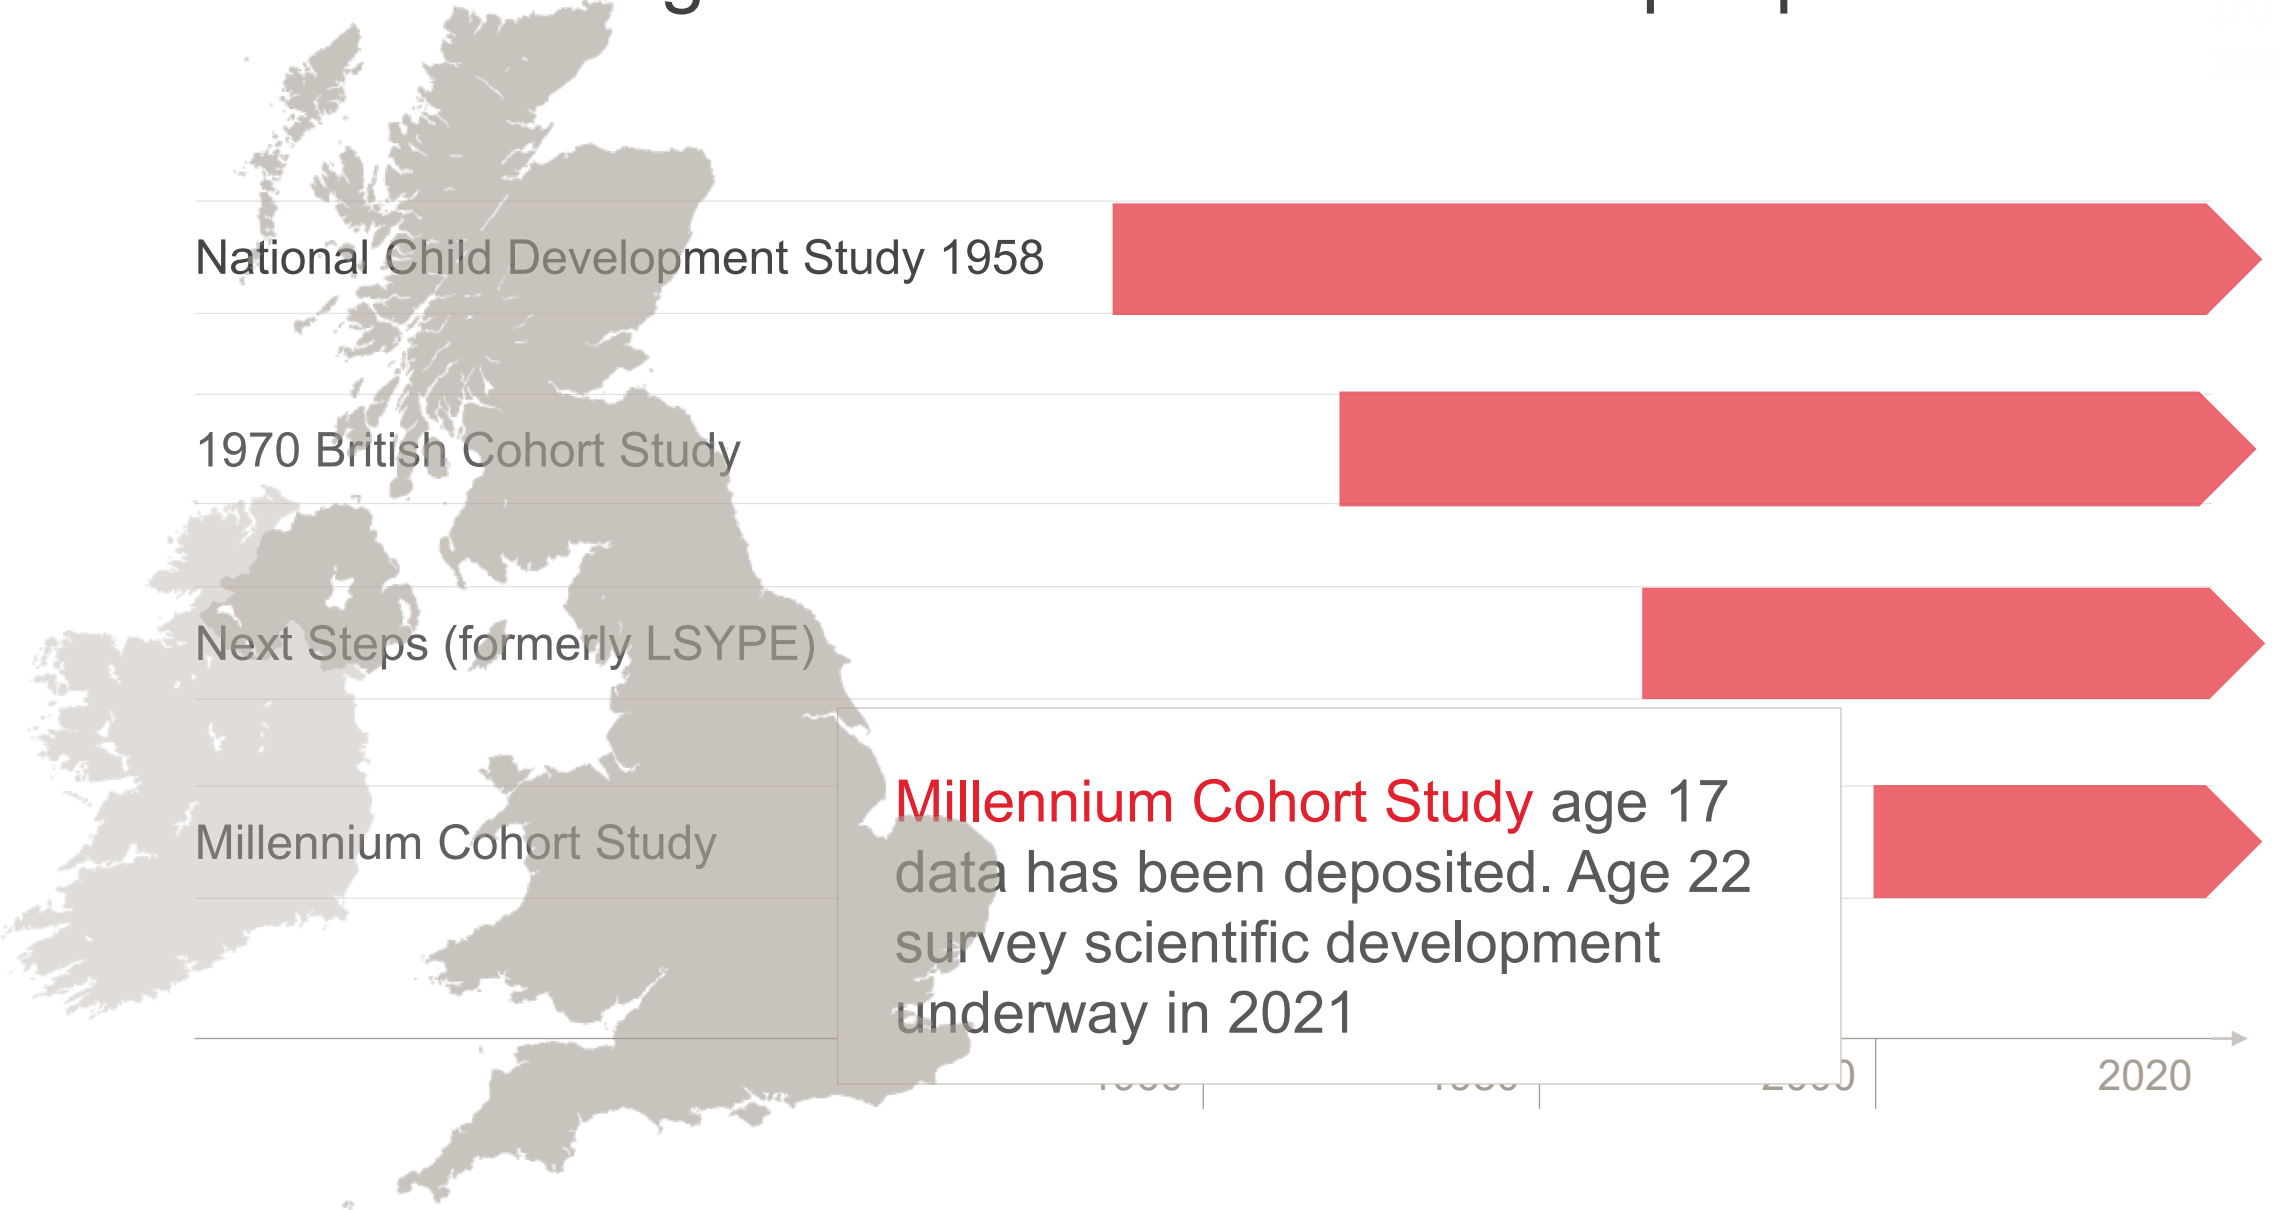 National Child Development Study 1958
1970 British Cohort Study
Next Steps (formerly LSYPE)
Millennium Cohort Study
Millennium Cohort Study age 17
data has been deposited. Age 22
survey scientific development
underway in 2021
2020